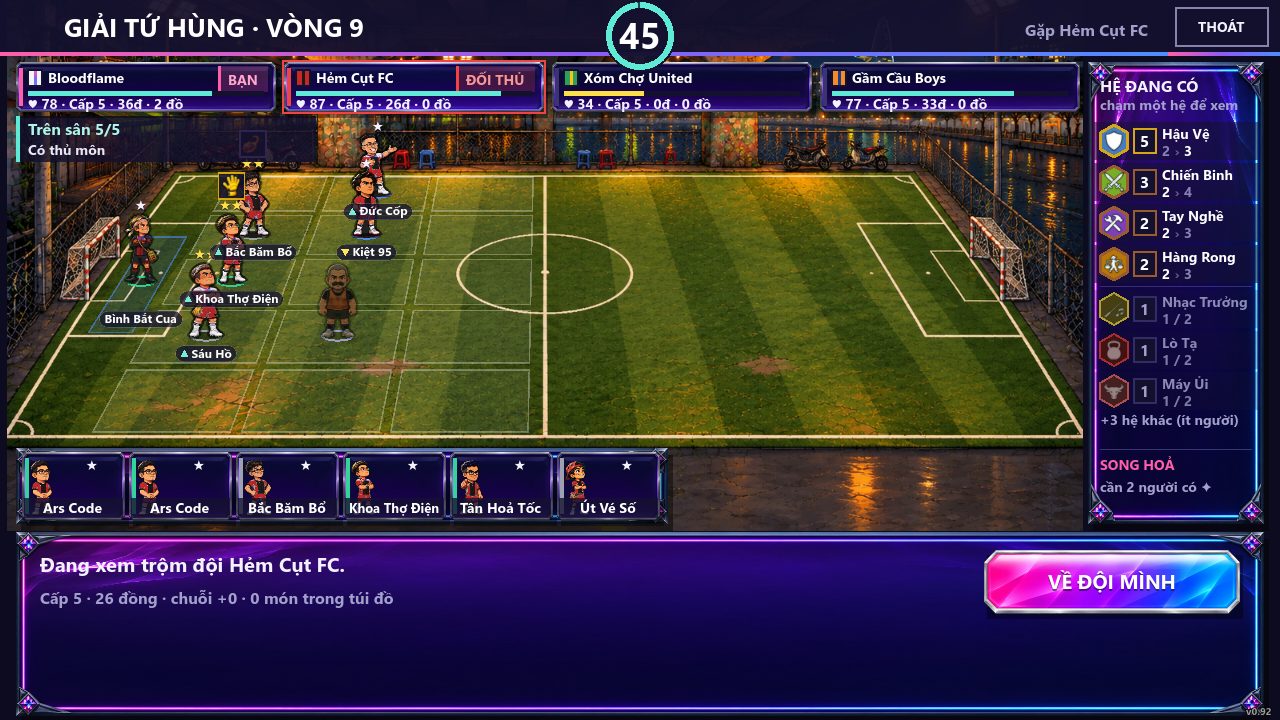 GIẢI TỨ HÙNG · VÒNG 9
45
Gặp Hẻm Cụt FC
THOÁT
Bloodflame
BẠN
78 · Cấp 5 · 36đ · 2 đồ
Hẻm Cụt FC
ĐỐI THỦ
87 · Cấp 5 · 26đ · 0 đồ
Xóm Chợ United
34 · Cấp 5 · 0đ · 0 đồ
Gầm Cầu Boys
77 · Cấp 5 · 33đ · 0 đồ
Trên sân 5/5
Có thủ môn
Đức Cốp
Bác Băm Bổ
Kiệt 95
Khoa Thợ Điện
Bình Bát Cua
Sáu Hồ
HỆ ĐANG CÓ
chạm một hệ để xem
5
Hậu Vệ
2 › 3
3
Chiến Binh
2 › 4
2
Tay Nghề
2 › 3
2
Hàng Rong
2 › 3
1
Nhạc Trưởng
1 / 2
1
Lò Tạ
1 / 2
1
Máy Ủi
1 / 2
+3 hệ khác (ít người)
SONG HOẢ
cần 2 người có ✦
Ars Code
Ars Code
Bác Băm Bổ
Khoa Thợ Điện
Tân Hoả Tốc
Út Vé Số
Đang xem trộm đội Hẻm Cụt FC.
Cấp 5 · 26 đồng · chuỗi +0 · 0 món trong túi đồ
VỀ ĐỘI MÌNH
v0.92